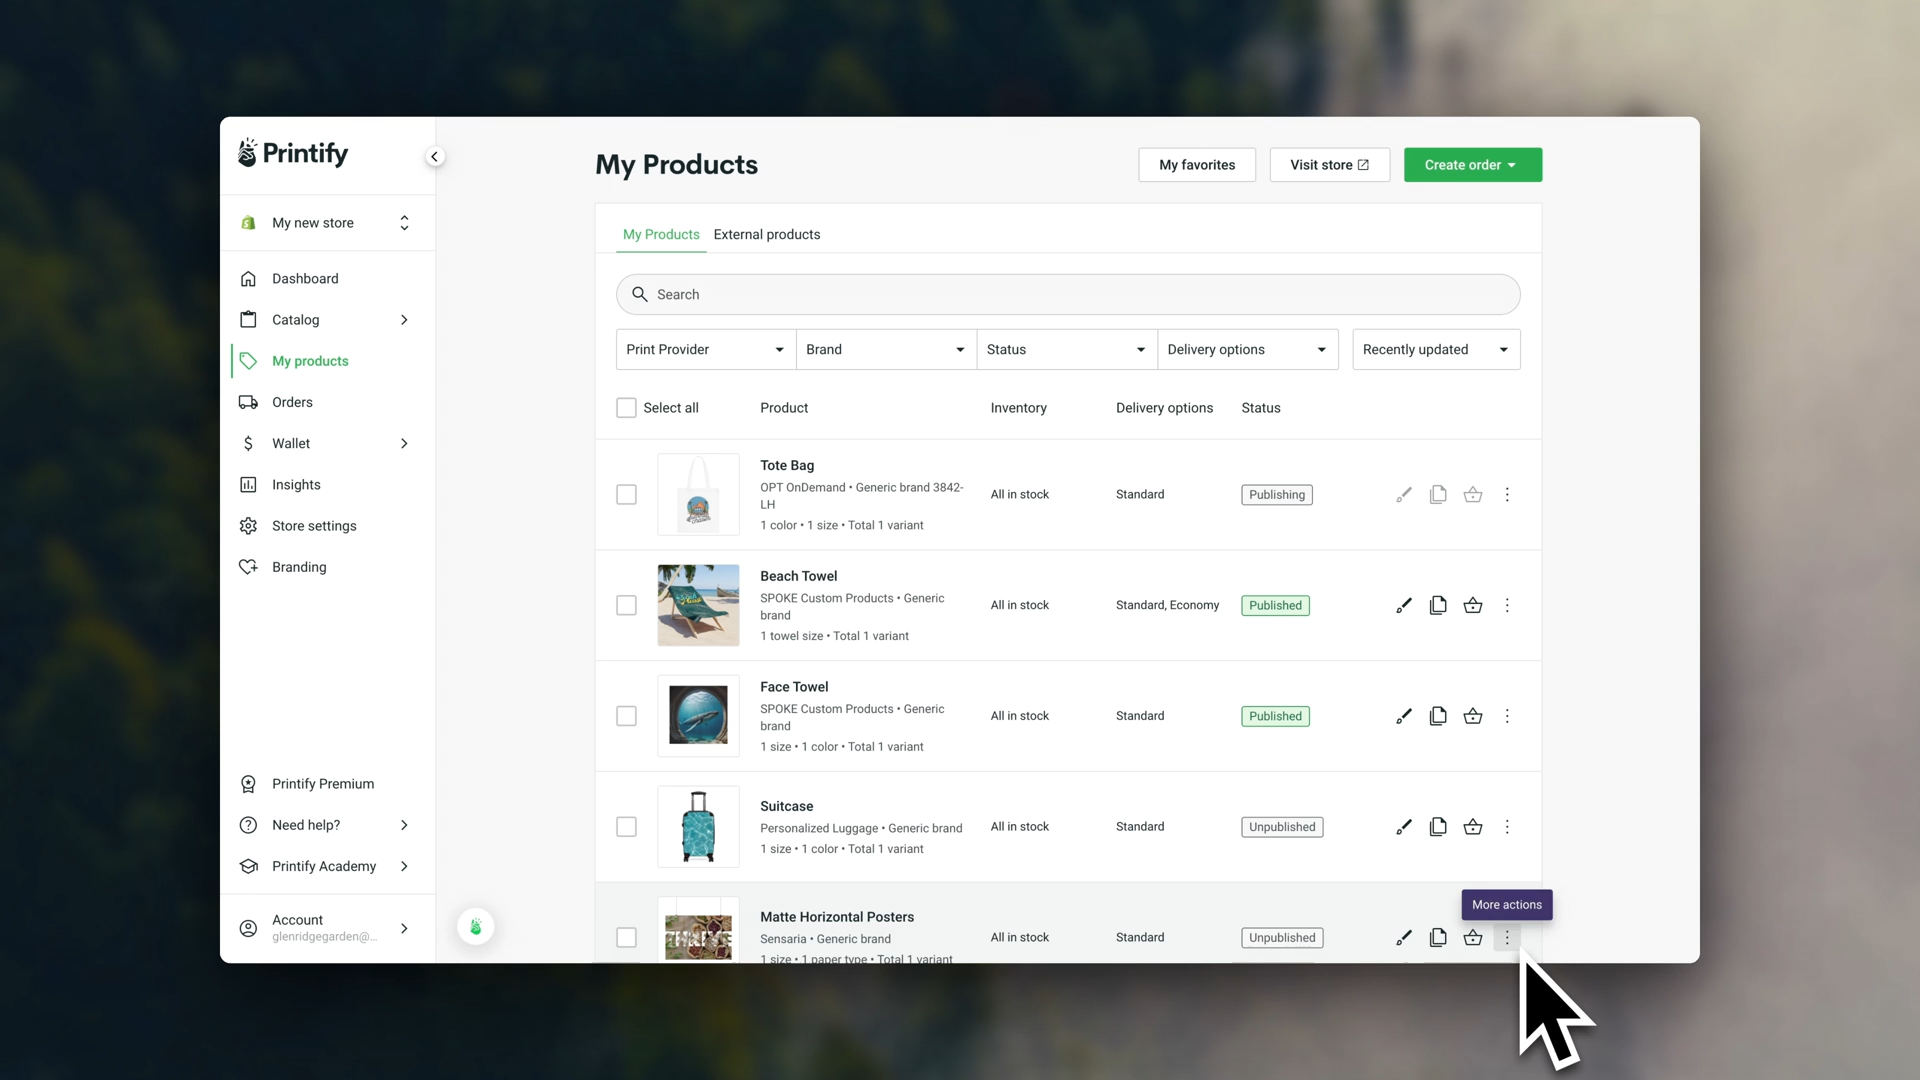 Printify
My new store
Dashboard
Catalog
My products
Orders
Wallet
Insights
Store settings
Branding
Printify Premium
Need help?
Printify Academy
Account
glenridgegarden@...
My Products
My favorites
Visit store
Create order
My Products
External products
Search
Print Provider
Brand
Status
Delivery options
Recently updated
Select all
Product
Inventory
Delivery options
Status
Tote Bag
OPT OnDemand • Generic brand 3842-
LH
1 color • 1 size • Total 1 variant
All in stock
Standard
Publishing
Beach Towel
SPOKE Custom Products • Generic
brand
1 towel size • Total 1 variant
All in stock
Standard, Economy
Published
Face Towel
SPOKE Custom Products • Generic
brand
1 size • 1 color • Total 1 variant
All in stock
Standard
Published
Suitcase
Personalized Luggage • Generic brand
1 size • 1 color • Total 1 variant
All in stock
Standard
Unpublished
More actions
Matte Horizontal Posters
Sensaria • Generic brand
1 size • 1 paper type • Total 1 variant
All in stock
Standard
Unpublished